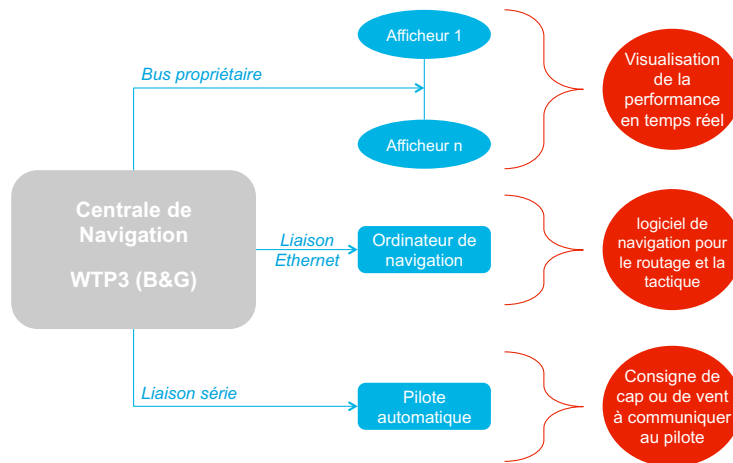 Afficheur 1
Bus propriétaire
Afficheur n
Visualisation
de la
performance
en temps réel
Centrale de
Navigation
WTP3 (B&G)
Liaison
Ethernet
Ordinateur de
navigation
logiciel de
navigation pour
le routage et la
tactique
Liaison série
Pilote
automatique
Consigne de
cap ou de vent
à communiquer
au pilote